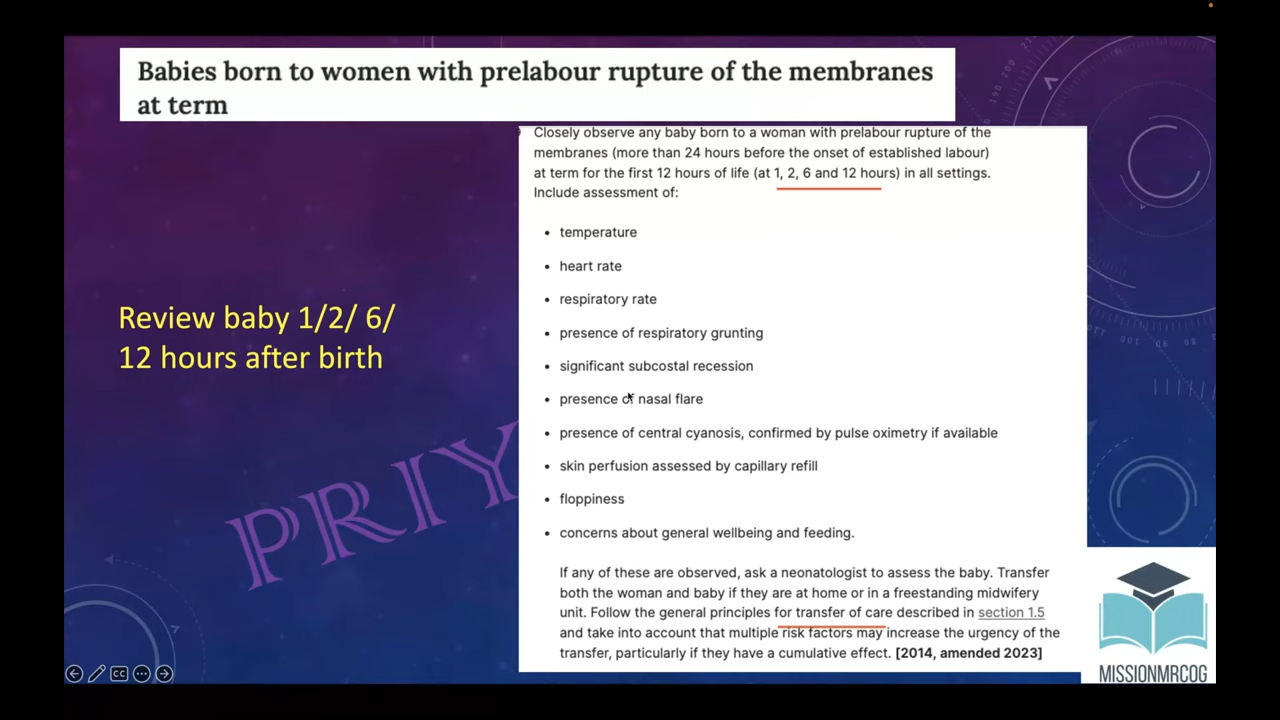 Babies born to women with prelabour rupture of the membranes
at term
Closely observe any baby born to a woman with prelabour rupture of the
membranes (more than 24 hours before the onset of established labour)
at term for the first 12 hours of life (at 1, 2, 6 and 12 hours) in all settings.
Include assessment of:
• temperature
• heart rate
• respiratory rate
• presence of respiratory grunting
• significant subcostal recession
• presence of nasal flare
• presence of central cyanosis, confirmed by pulse oximetry if available
• skin perfusion assessed by capillary refill
• floppiness
• concerns about general wellbeing and feeding.
If any of these are observed, ask a neonatologist to assess the baby. Transfer
both the woman and baby if they are at home or in a freestanding midwifery
unit. Follow the general principles for transfer of care described in section 1.5
and take into account that multiple risk factors may increase the urgency of the
transfer, particularly if they have a cumulative effect. [2014, amended 2023]
Review baby 1/2/ 6/
12 hours after birth
PRIY
MISSIONMRCOG
CC